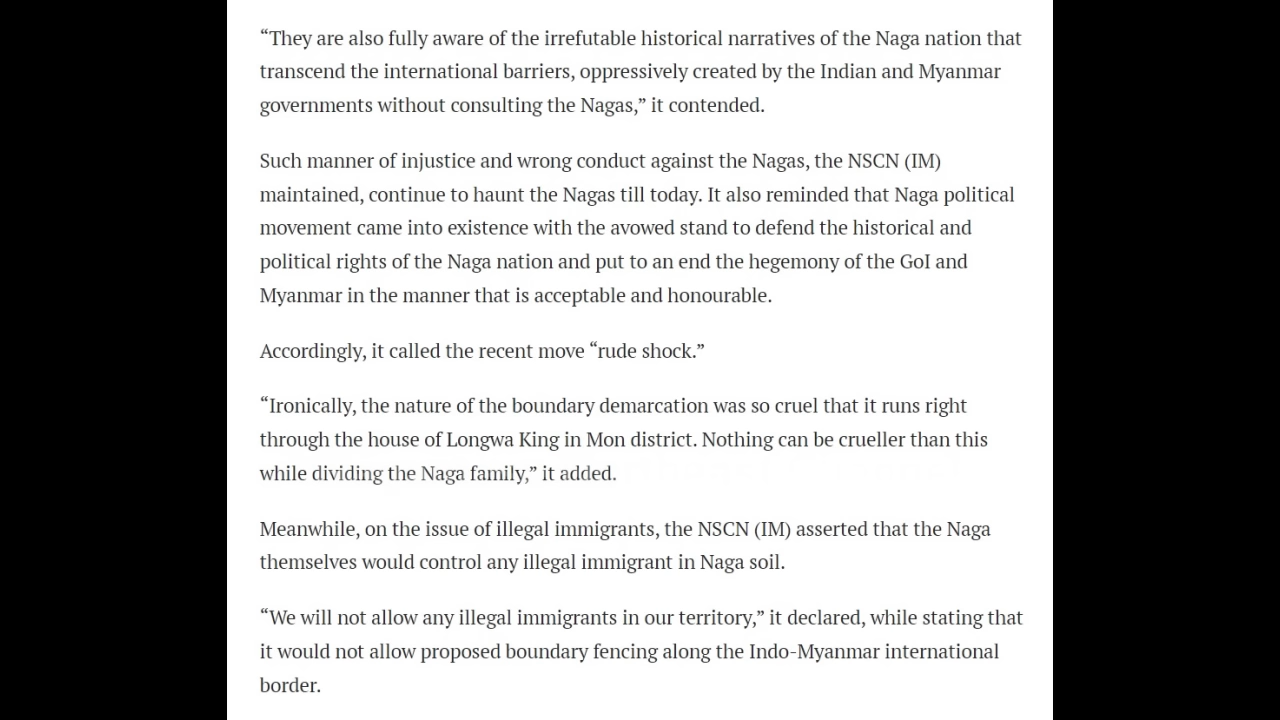 “They are also fully aware of the irrefutable historical narratives of the Naga nation that
transcend the international barriers, oppressively created by the Indian and Myanmar
governments without consulting the Nagas,” it contended.
Such manner of injustice and wrong conduct against the Nagas, the NSCN (IM)
maintained, continue to haunt the Nagas till today. It also reminded that Naga political
movement came into existence with the avowed stand to defend the historical and
political rights of the Naga nation and put to an end the hegemony of the GoI and
Myanmar in the manner that is acceptable and honourable.
Accordingly, it called the recent move “rude shock.”
“Ironically, the nature of the boundary demarcation was so cruel that it runs right
through the house of Longwa King in Mon district. Nothing can be crueller than this
while dividing the Naga family,” it added.
Meanwhile, on the issue of illegal immigrants, the NSCN (IM) asserted that the Naga
themselves would control any illegal immigrant in Naga soil.
“We will not allow any illegal immigrants in our territory,” it declared, while stating that
it would not allow proposed boundary fencing along the Indo-Myanmar international
border.